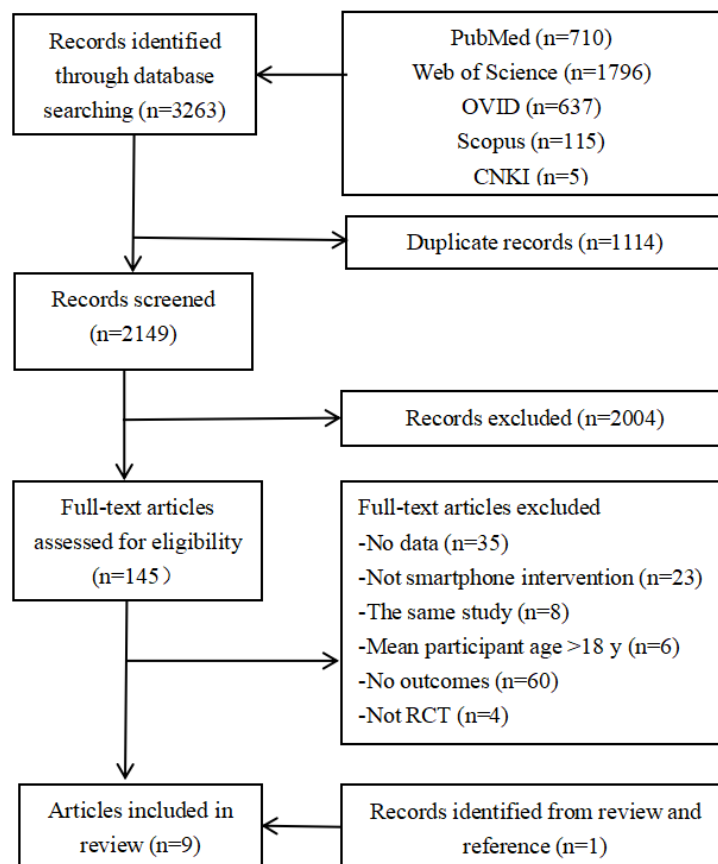 Records identified
through database
searching (n=3263)
PubMed (n=710)
Web of Science (n=1796)
OVID (n=637)
Scopus (n=115)
CNKI (n=5)
Duplicate records (n=1114)
Records screened
(n=2149)
Records excluded (n=2004)
Full-text articles
assessed for eligibility
(n=145）
Full-text articles excluded
-No data (n=35)
-Not smartphone intervention (n=23)
-The same study (n=8)
-Mean participant age >18 y (n=6)
-No outcomes (n=60)
-Not RCT (n=4)
Articles included in
review (n=9)
Records identified from review and
reference (n=1)